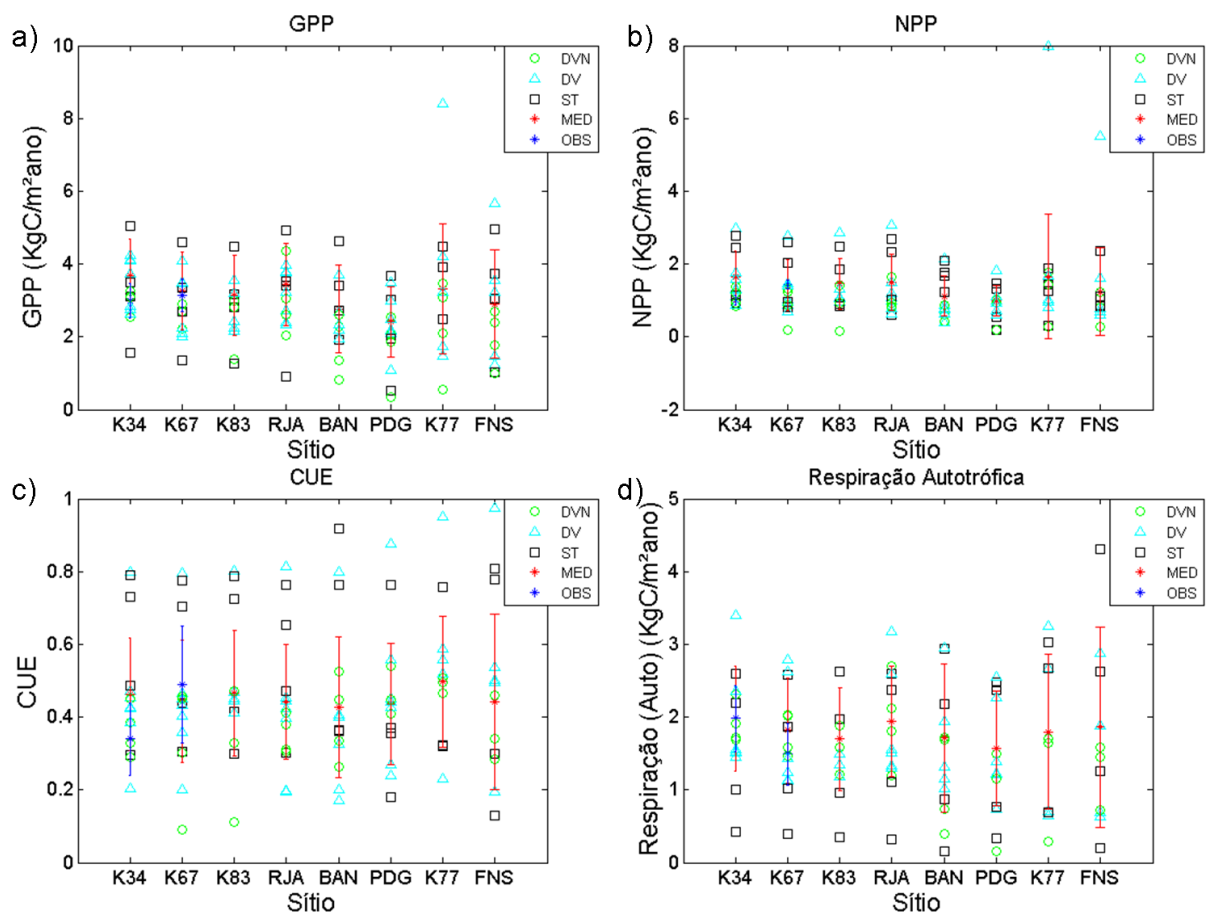 a)
GPP
GPP (KgC/m²ano)
10
8
6
4
2
0
DVN
DV
ST
MED
OBS
K34 K67 K83 RJA BAN PDG K77 FNS
Sítio
b)
NPP
NPP (KgC/m²ano)
8
6
4
2
0
-2
DVN
DV
ST
MED
OBS
K34 K67 K83 RJA BAN PDG K77 FNS
Sítio
c)
CUE
CUE
1
0.8
0.6
0.4
0.2
0
DVN
DV
ST
MED
OBS
K34 K67 K83 RJA BAN PDG K77 FNS
Sítio
d)
Respiração Autotrófica
Respiração (Auto) (KgC/m²ano)
5
4
3
2
1
0
DVN
DV
ST
MED
OBS
K34 K67 K83 RJA BAN PDG K77 FNS
Sítio